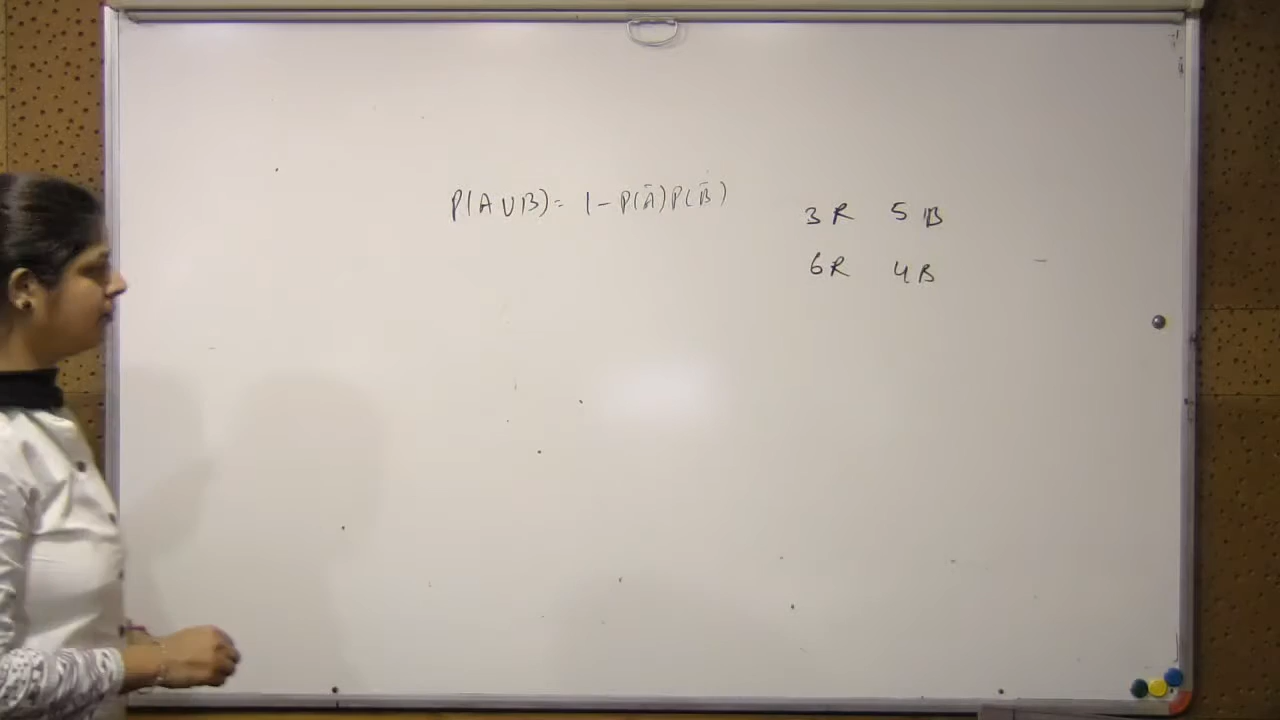 P(A∪B) = 1 - P(Ā)P(B̄)
3R 5B
6R 4B